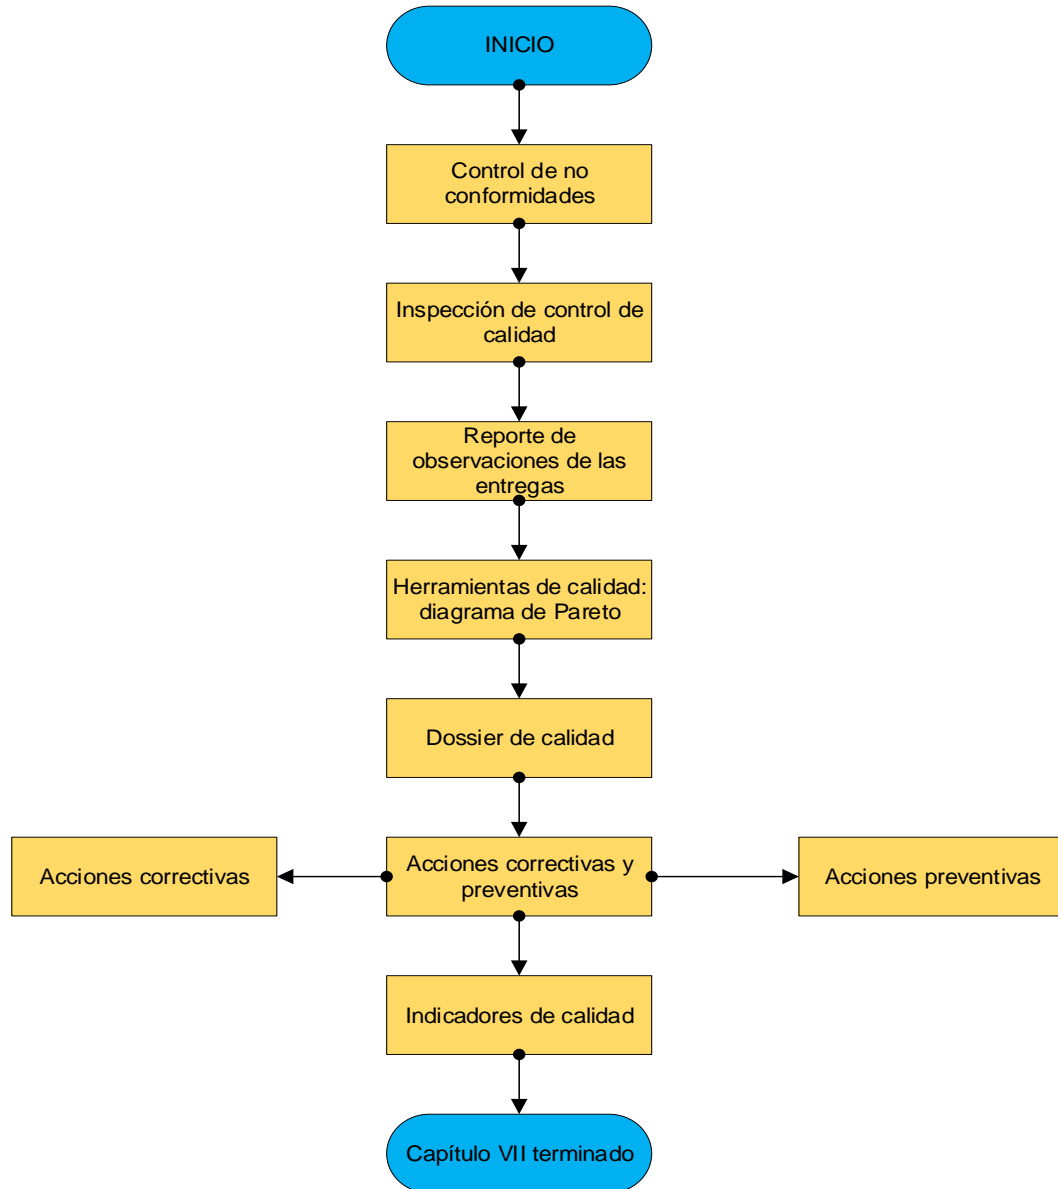 INICIO
Control de no
conformidades
Inspección de control de
calidad
Reporte de
observaciones de las
entregas
Herramientas de calidad:
diagrama de Pareto
Dossier de calidad
Acciones correctivas
Acciones correctivas y
preventivas
Acciones preventivas
Indicadores de calidad
Capítulo VII terminado